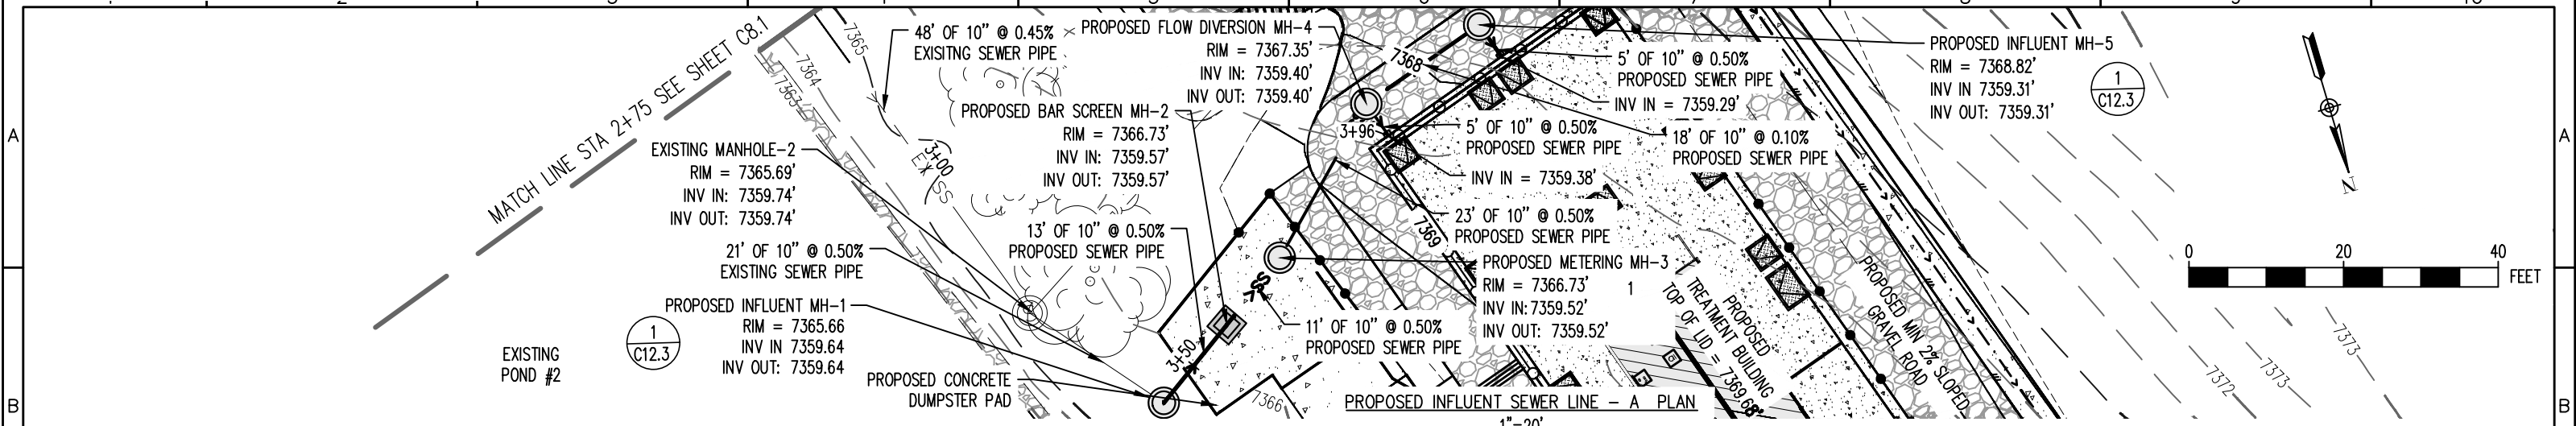 A
B
MATCH LINE STA 2+75 SEE SHEET C8.1
7365
7364
7363
48' OF 10" @ 0.45%
EXISITNG SEWER PIPE
PROPOSED FLOW DIVERSION MH-4
RIM = 7367.35'
INV IN: 7359.40'
INV OUT: 7359.40'
PROPOSED BAR SCREEN MH-2
RIM = 7366.73'
INV IN: 7359.57'
INV OUT: 7359.57'
EXISTING MANHOLE-2
RIM = 7365.69'
INV IN: 7359.74'
INV OUT: 7359.74'
3+00
EX SS
13' OF 10" @ 0.50%
PROPOSED SEWER PIPE
21' OF 10" @ 0.50%
EXISTING SEWER PIPE
PROPOSED INFLUENT MH-1
RIM = 7365.66
INV IN 7359.64
INV OUT: 7359.64
1
C12.3
EXISTING
POND #2
PROPOSED CONCRETE
DUMPSTER PAD
3+50
SS
7366
7368
3+96
7369
5' OF 10" @ 0.50%
PROPOSED SEWER PIPE
INV IN = 7359.29'
5' OF 10" @ 0.50%
PROPOSED SEWER PIPE
18' OF 10" @ 0.10%
PROPOSED SEWER PIPE
INV IN = 7359.38'
23' OF 10" @ 0.50%
PROPOSED SEWER PIPE
PROPOSED METERING MH-3
RIM = 7366.73'
INV IN:7359.52'
INV OUT: 7359.52'
1
11' OF 10" @ 0.50%
PROPOSED SEWER PIPE
PROPOSED
TREATMENT BUILDING
TOP OF LID = 7369.68'
PROPOSED MIN 2% SLOPED
GRAVEL ROAD
PROPOSED INFLUENT MH-5
RIM = 7368.82'
INV IN 7359.31'
INV OUT: 7359.31'
1
C12.3
N
0 20 40
FEET
7372
7373
7373
PROPOSED INFLUENT SEWER LINE - A PLAN
1"=20'
A
B